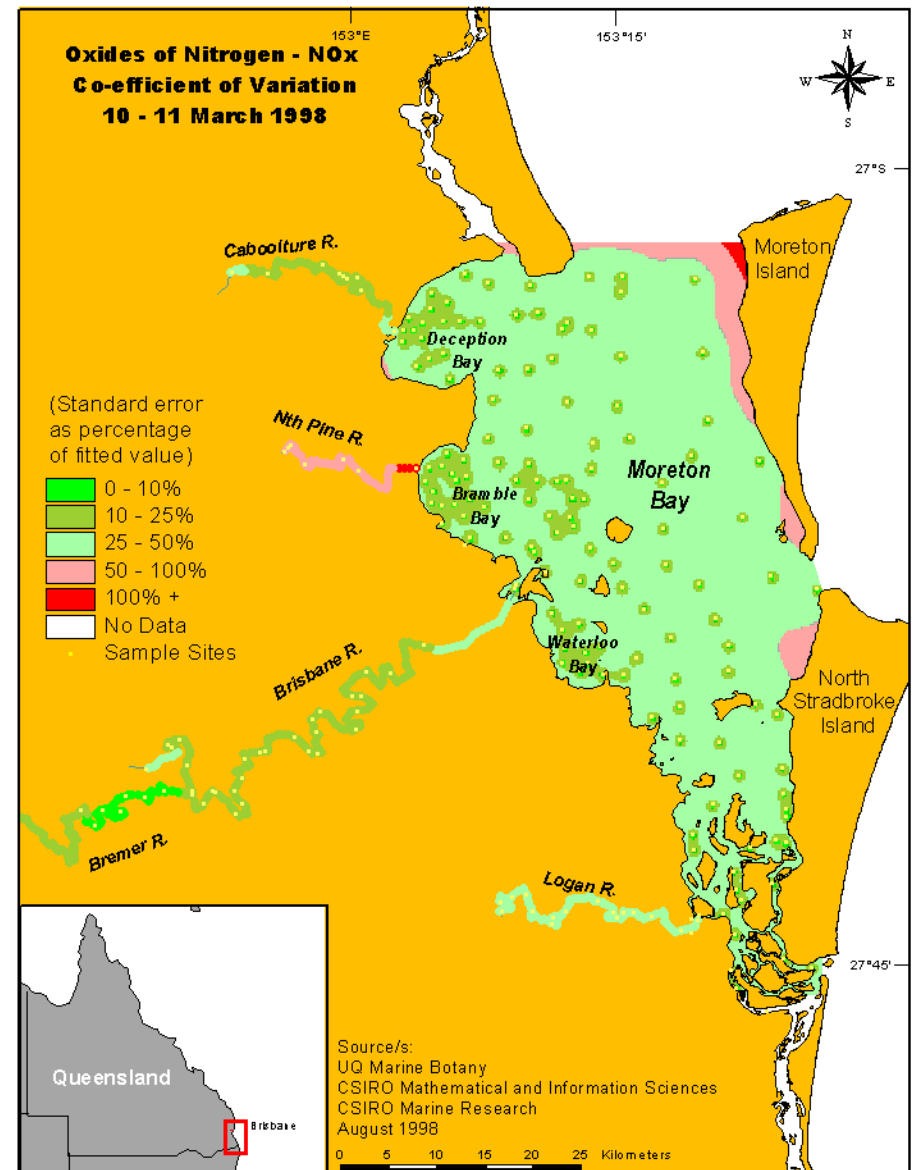 153°E
153°15'
Oxides of Nitrogen - NOx
Co-efficient of Variation
10 - 11 March 1998
N
W
E
S
27°S
Caboolture R.
Moreton
Island
Deception
Bay
(Standard error
as percentage
of fitted value)
0 - 10%
10 - 25%
25 - 50%
50 - 100%
100% +
No Data
Sample Sites
Nth Pine R.
Bramble
Bay
Moreton
Bay
Brisbane R.
Waterloo
Bay
North
Stradbroke
Island
Bremer R.
Logan R.
27°45'
Queensland
Brisbane
Source/s:
UQ Marine Botany
CSIRO Mathematical and Information Sciences
CSIRO Marine Research
August 1998
0 5 10 15 20 25 Kilometers